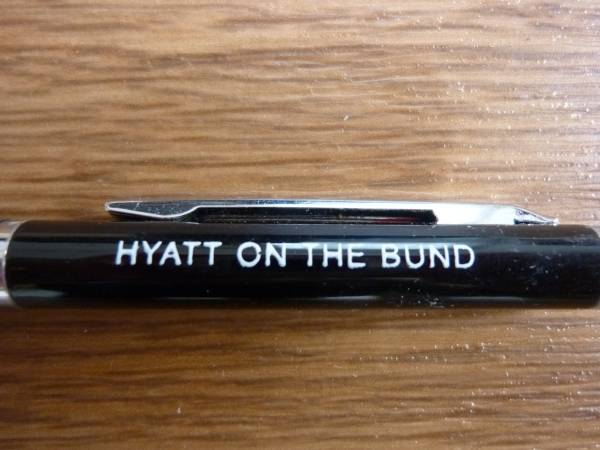 HYATT ON THE BUND